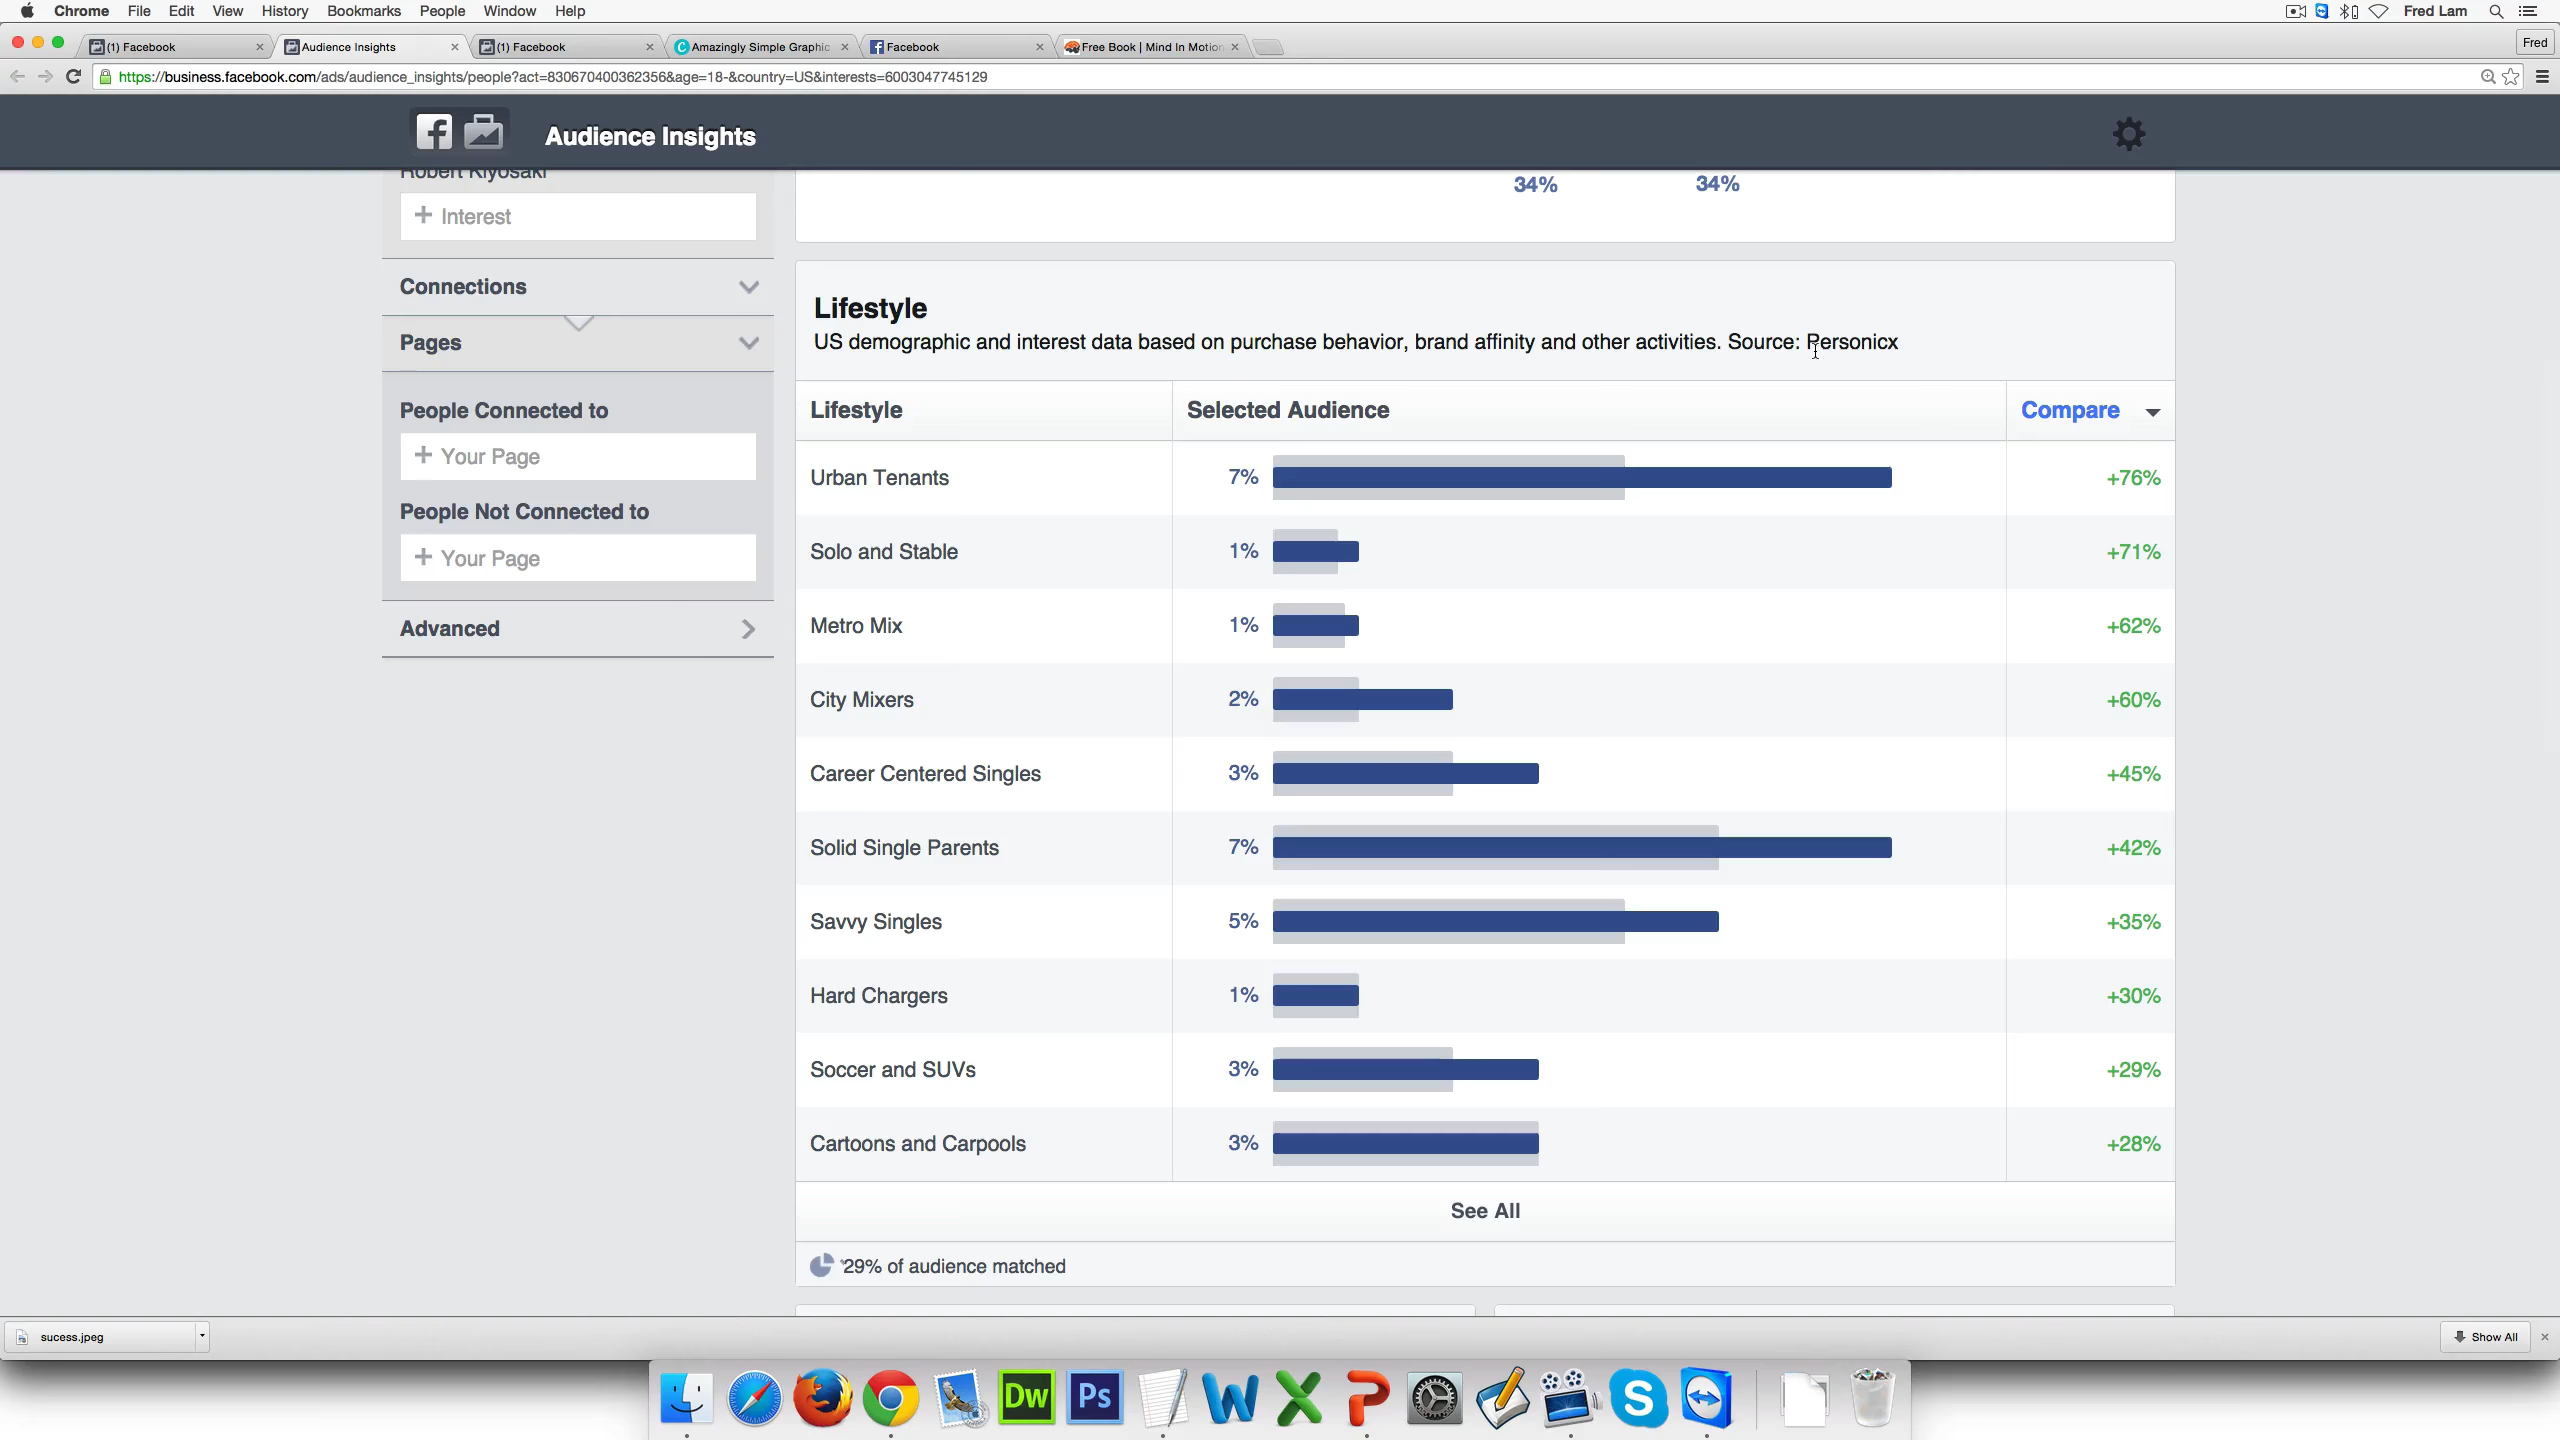 Chrome File Edit View History Bookmarks People Window Help Fred Lam
(1) Facebook Audience Insights (1) Facebook Amazingly Simple Graphic Facebook Free Book | Mind In Motion Fred
https://business.facebook.com/ads/audience_insights/people?act=830670400362356&age=18-&country=US&interests=6003047745129
Audience Insights
Robert Kiyosaki
+ Interest
Connections
Pages
People Connected to
+ Your Page
People Not Connected to
+ Your Page
Advanced
34% 34%
Lifestyle
US demographic and interest data based on purchase behavior, brand affinity and other activities. Source: Personicx
Lifestyle Selected Audience Compare
Urban Tenants 7% +76%
Solo and Stable 1% +71%
Metro Mix 1% +62%
City Mixers 2% +60%
Career Centered Singles 3% +45%
Solid Single Parents 7% +42%
Savvy Singles 5% +35%
Hard Chargers 1% +30%
Soccer and SUVs 3% +29%
Cartoons and Carpools 3% +28%
See All
29% of audience matched
sucess.jpeg Show All
Dw Ps W X P S